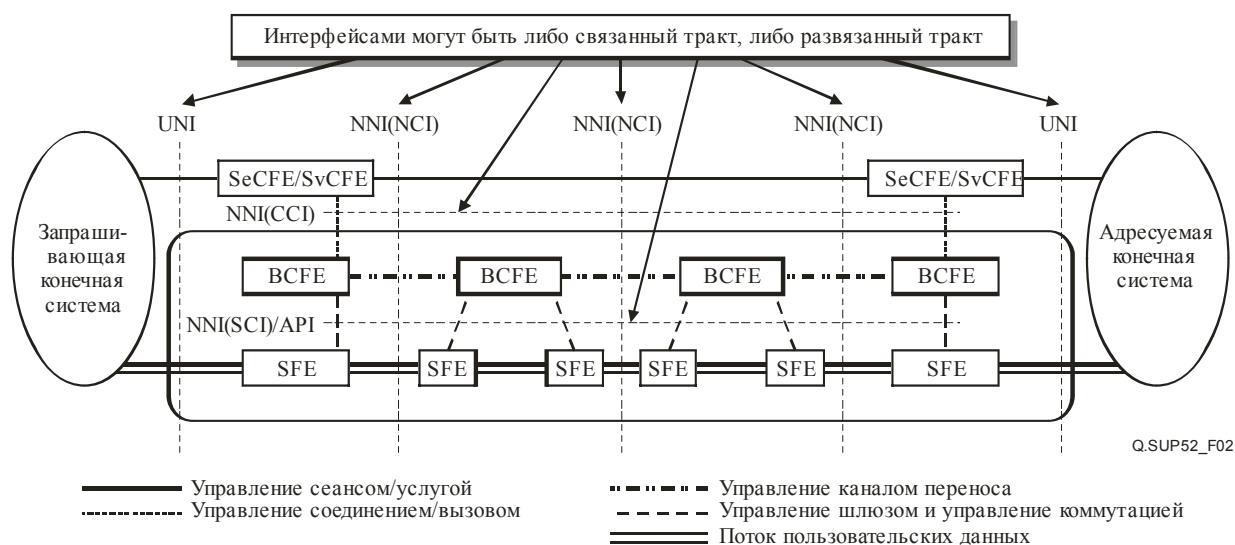 Интерфейсами могут быть либо связанный тракт, либо развязанный тракт
UNI NNI(NCI) NNI(NCI) NNI(NCI) UNI
SeCFE/SvCFE SeCFE/SvCFE
NNI(CCI)
Запраши-
вающая
конечная
система
Адресуемая
конечная
система
BCFE BCFE BCFE BCFE
NNI(SCI)/API
SFE SFE SFE SFE SFE SFE
Q.SUP52_F02
Управление сеансом/услугой
Управление соединением/вызовом
Управление каналом переноса
Управление шлюзом и управление коммутацией
Поток пользовательских данных